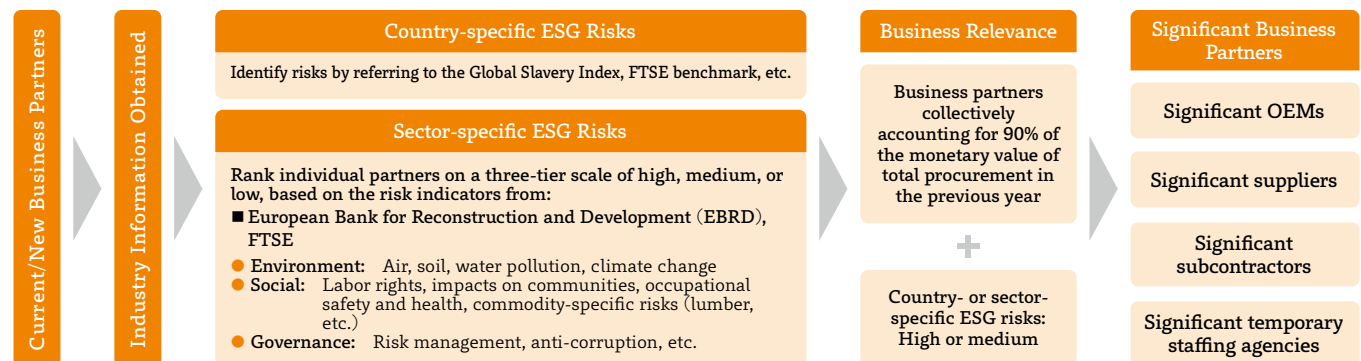 Current/New Business Partners
Industry Information Obtained
Country-specific ESG Risks
Identify risks by referring to the Global Slavery Index, FTSE benchmark, etc.
Sector-specific ESG Risks
Rank individual partners on a three-tier scale of high, medium, or
low, based on the risk indicators from:
■ European Bank for Reconstruction and Development (EBRD),
FTSE
● Environment: Air, soil, water pollution, climate change
● Social: Labor rights, impacts on communities, occupational
safety and health, commodity-specific risks (lumber,
etc.)
● Governance: Risk management, anti-corruption, etc.
Business Relevance
Business partners
collectively
accounting for 90% of
the monetary value of
total procurement in
the previous year
+
Country- or sector-
specific ESG risks:
High or medium
Significant Business
Partners
Significant OEMs
Significant suppliers
Significant
subcontractors
Significant temporary
staffing agencies